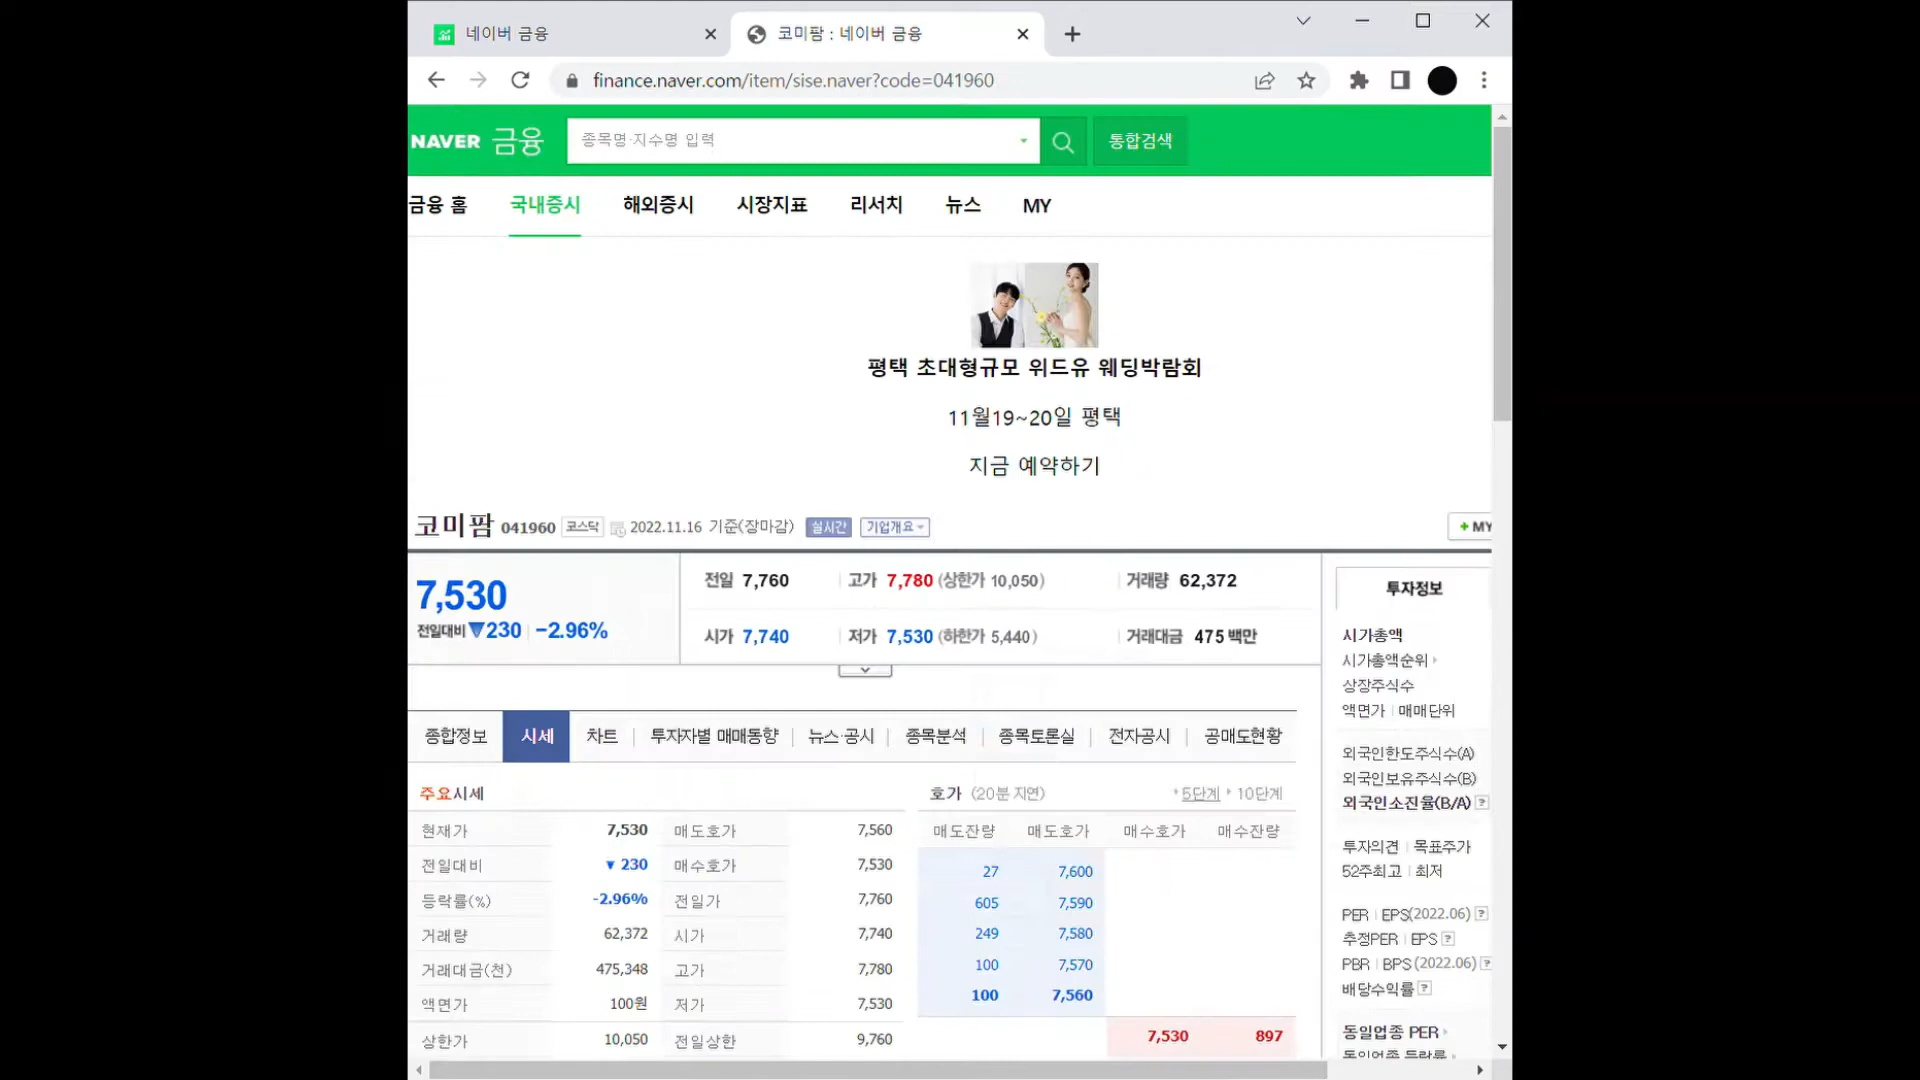 네이버 금융
코미팜 : 네이버 금융
finance.naver.com/item/sise.naver?code=041960
NAVER 금융
종목명·지수명 입력
통합검색
금융 홈 국내증시 해외증시 시장지표 리서치 뉴스 MY
평택 초대형규모 위드유 웨딩박람회
11월19~20일 평택
지금 예약하기
코미팜 041960 코스닥 2022.11.16 기준(장마감) 실시간 기업개요
+ MY
7,530
전일대비 ▼230 -2.96%
전일 7,760 고가 7,780 (상한가 10,050) 거래량 62,372
시가 7,740 저가 7,530 (하한가 5,440) 거래대금 475 백만
종합정보 시세 차트 투자자별 매매동향 뉴스·공시 종목분석 종목토론실 전자공시 공매도현황
주요시세
현재가 7,530 매도호가 7,560
전일대비 ▼ 230 매수호가 7,530
등락률(%) -2.96% 전일가 7,760
거래량 62,372 시가 7,740
거래대금(천) 475,348 고가 7,780
액면가 100원 저가 7,530
상한가 10,050 전일상한 9,760
호가 (20분 지연) 5단계 10단계
매도잔량 매도호가 매수호가 매수잔량
27 7,600
605 7,590
249 7,580
100 7,570
100 7,560
7,530 897
투자정보
시가총액
시가총액순위
상장주식수
액면가 | 매매단위
외국인한도주식수(A)
외국인보유주식수(B)
외국인소진율(B/A) ?
투자의견 | 목표주가
52주최고 | 최저
PER | EPS(2022.06) ?
추정PER | EPS ?
PBR | BPS (2022.06) ?
배당수익률 ?
동일업종 PER
동일업종 등락률